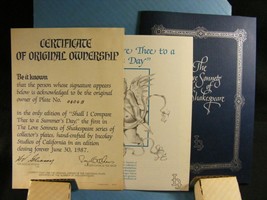 CERTIFICATE
OF ORIGINAL OWNERSHIP
Be it known
that the person whose signature appears
below is acknowledged to be the original
owner of Plate No.
in the only edition of "Shall I Compare
Thee to a Summer's Day," the first in
The Love Sonnets of Shakespeare series
of collector's plates, hand-crafted by Incolay
Studios of California in an edition
closing forever June 30, 1987.
Thee to a
Day"
The
Love Sonnets
Shakespeare